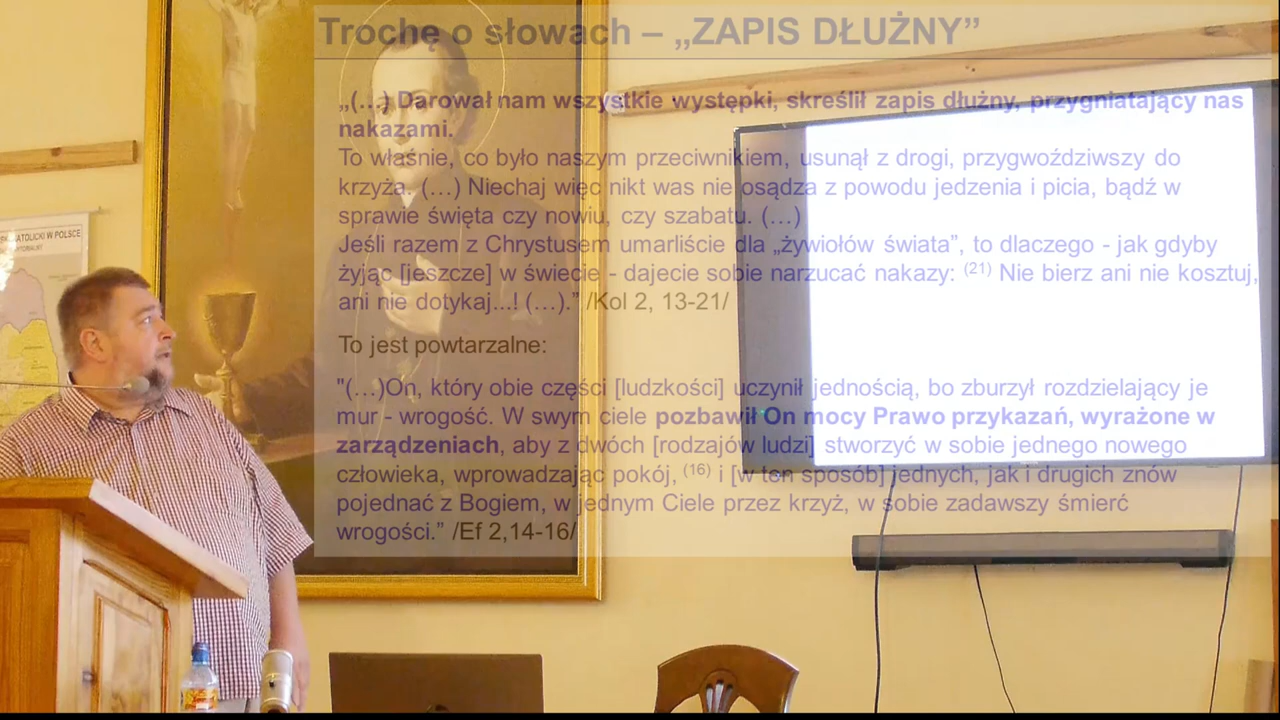 Trochę o słowach – „ZAPIS DŁUŻNY”
„(…) Darował nam wszystkie występki, skreślił zapis dłużny, przygniatający nas
nakazami.
To właśnie, co było naszym przeciwnikiem, usunął z drogi, przygwoździwszy do
krzyża. (…) Niechaj więc nikt was nie osądza z powodu jedzenia i picia, bądź w
sprawie święta czy nowiu, czy szabatu. (…)
Jeśli razem z Chrystusem umarliście dla „żywiołów świata”, to dlaczego - jak gdyby
żyjąc [jeszcze] w świecie - dajecie sobie narzucać nakazy: (21) Nie bierz ani nie kosztuj,
ani nie dotykaj...! (…).” /Kol 2, 13-21/
To jest powtarzalne:
"(…)On, który obie części [ludzkości] uczynił jednością, bo zburzył rozdzielający je
mur - wrogość. W swym ciele pozbawił On mocy Prawo przykazań, wyrażone w
zarządzeniach, aby z dwóch [rodzajów ludzi] stworzyć w sobie jednego nowego
człowieka, wprowadzając pokój, (16) i [w ten sposób] jednych, jak i drugich znów
pojednać z Bogiem, w jednym Ciele przez krzyż, w sobie zadawszy śmierć
wrogości.” /Ef 2,14-16/
ATOLICKI W POLSCE